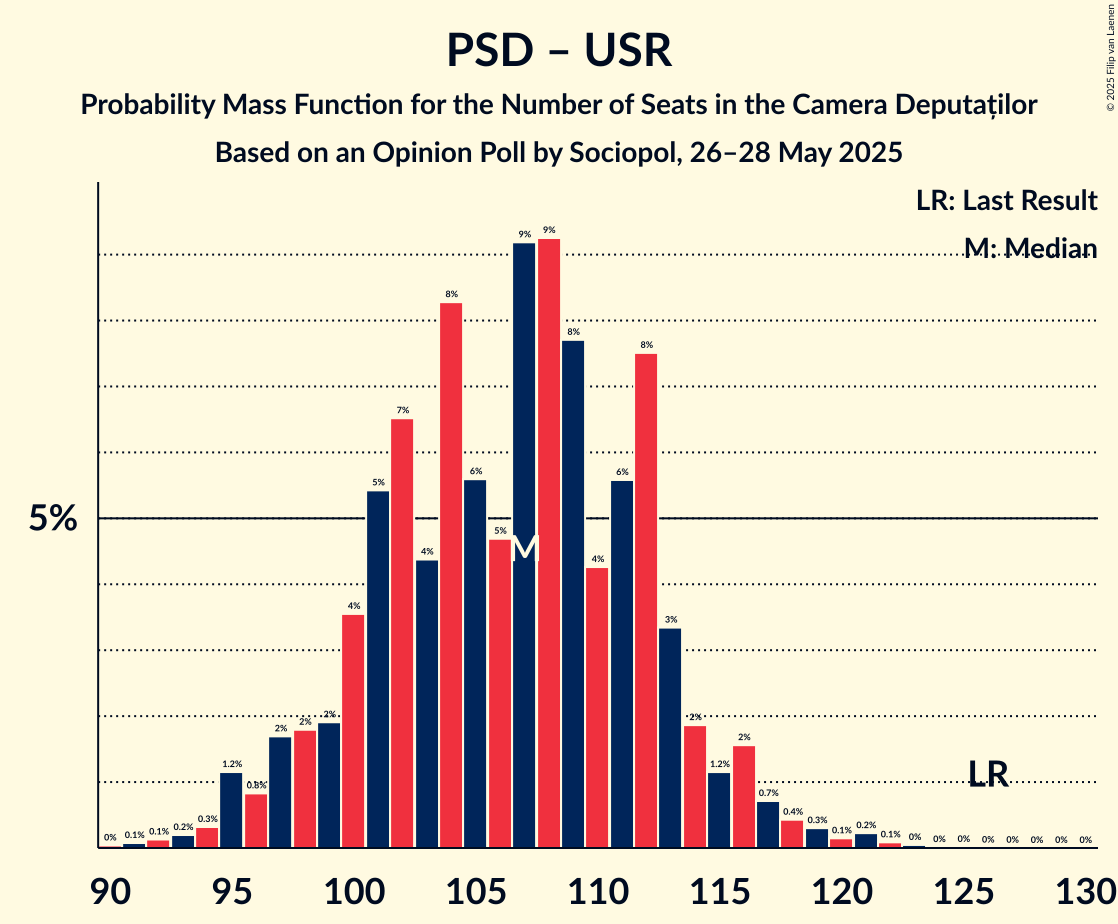 PSD – USR
Probability Mass Function for the Number of Seats in the Camera Deputaților
Based on an Opinion Poll by Sociopol, 26–28 May 2025
© 2025 Filip van Laenen
LR: Last Result
M: Median
5%
0% 0.1% 0.1% 0.2% 0.3% 1.2% 0.8% 2% 2% 2% 4% 5% 7% 4% 8% 6% 5% 9% 9% 8% 4% 6% 8% 3% 2% 1.2% 2% 0.7% 0.4% 0.3% 0.1% 0.2% 0.1% 0% 0% 0% 0% 0% 0% 0% 0%
M
LR
90 95 100 105 110 115 120 125 130